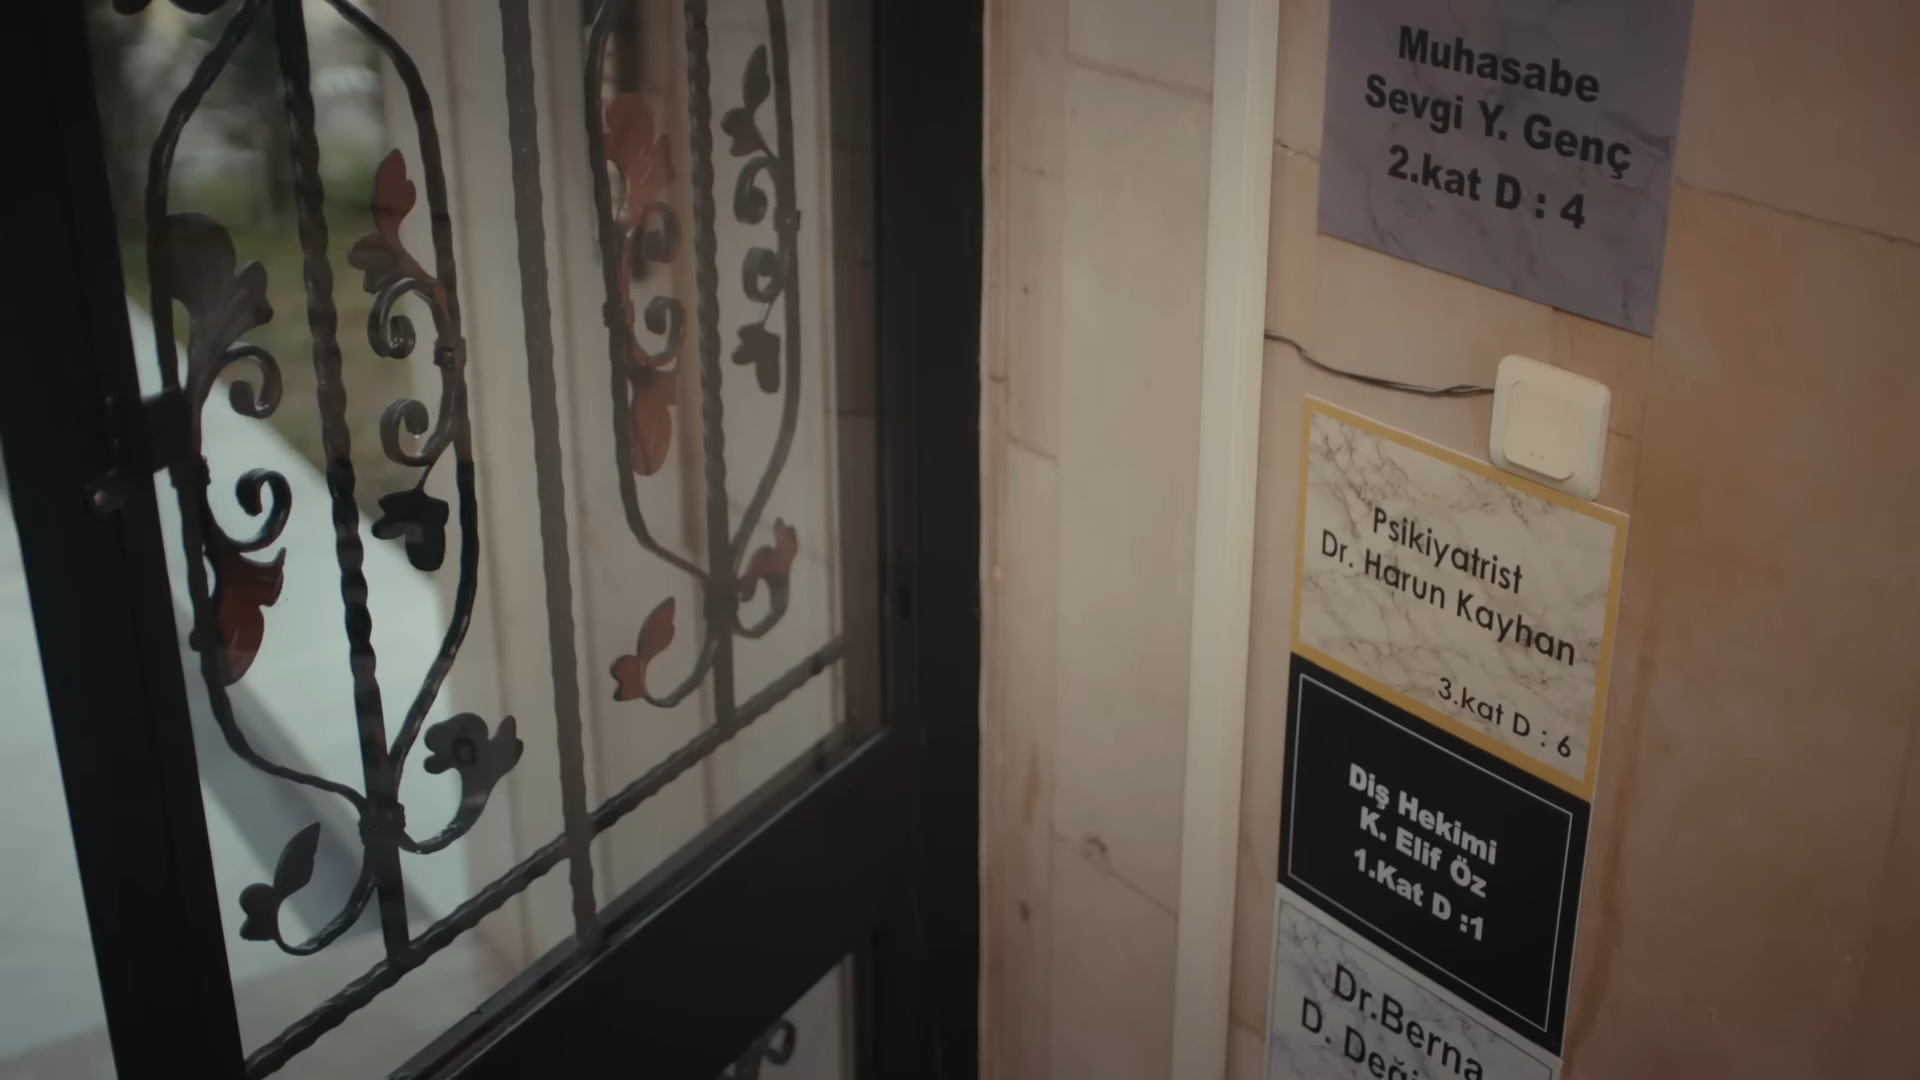 Muhasabe
Sevgi Y. Genç
2.kat D : 4
Psikiyatrist
Dr. Harun Kayhan
3.kat D : 6
Diş Hekimi
K. Elif Öz
1.Kat D :1
Dr.Berna
D.